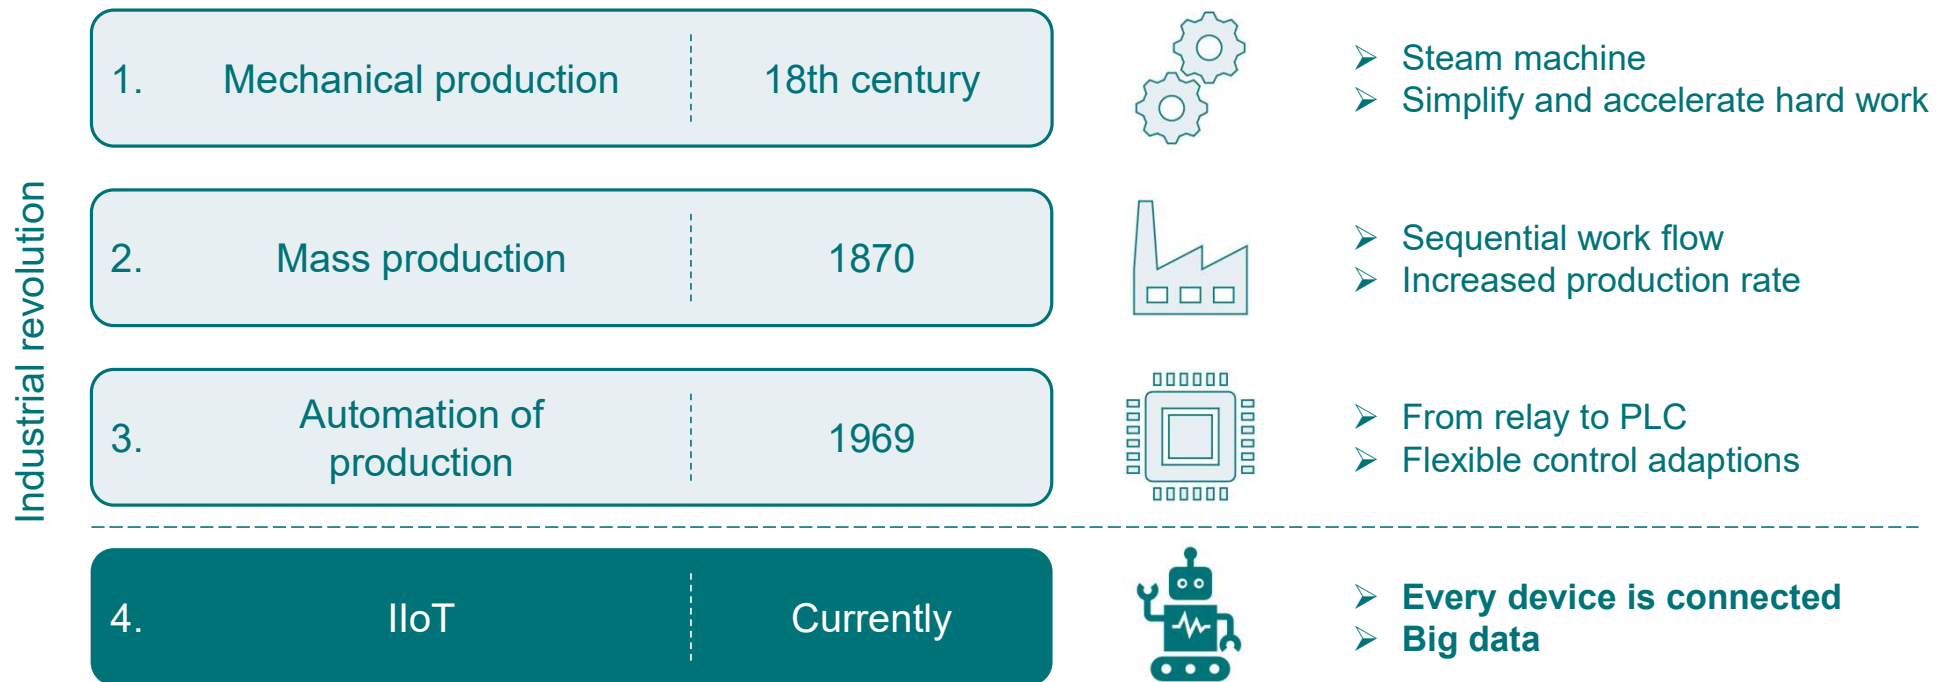 Industrial revolution
1.
Mechanical production
18th century
➢ Steam machine
➢ Simplify and accelerate hard work
2.
Mass production
1870
➢ Sequential work flow
➢ Increased production rate
3.
Automation of
production
1969
➢ From relay to PLC
➢ Flexible control adaptions
4.
IIoT
Currently
➢ Every device is connected
➢ Big data